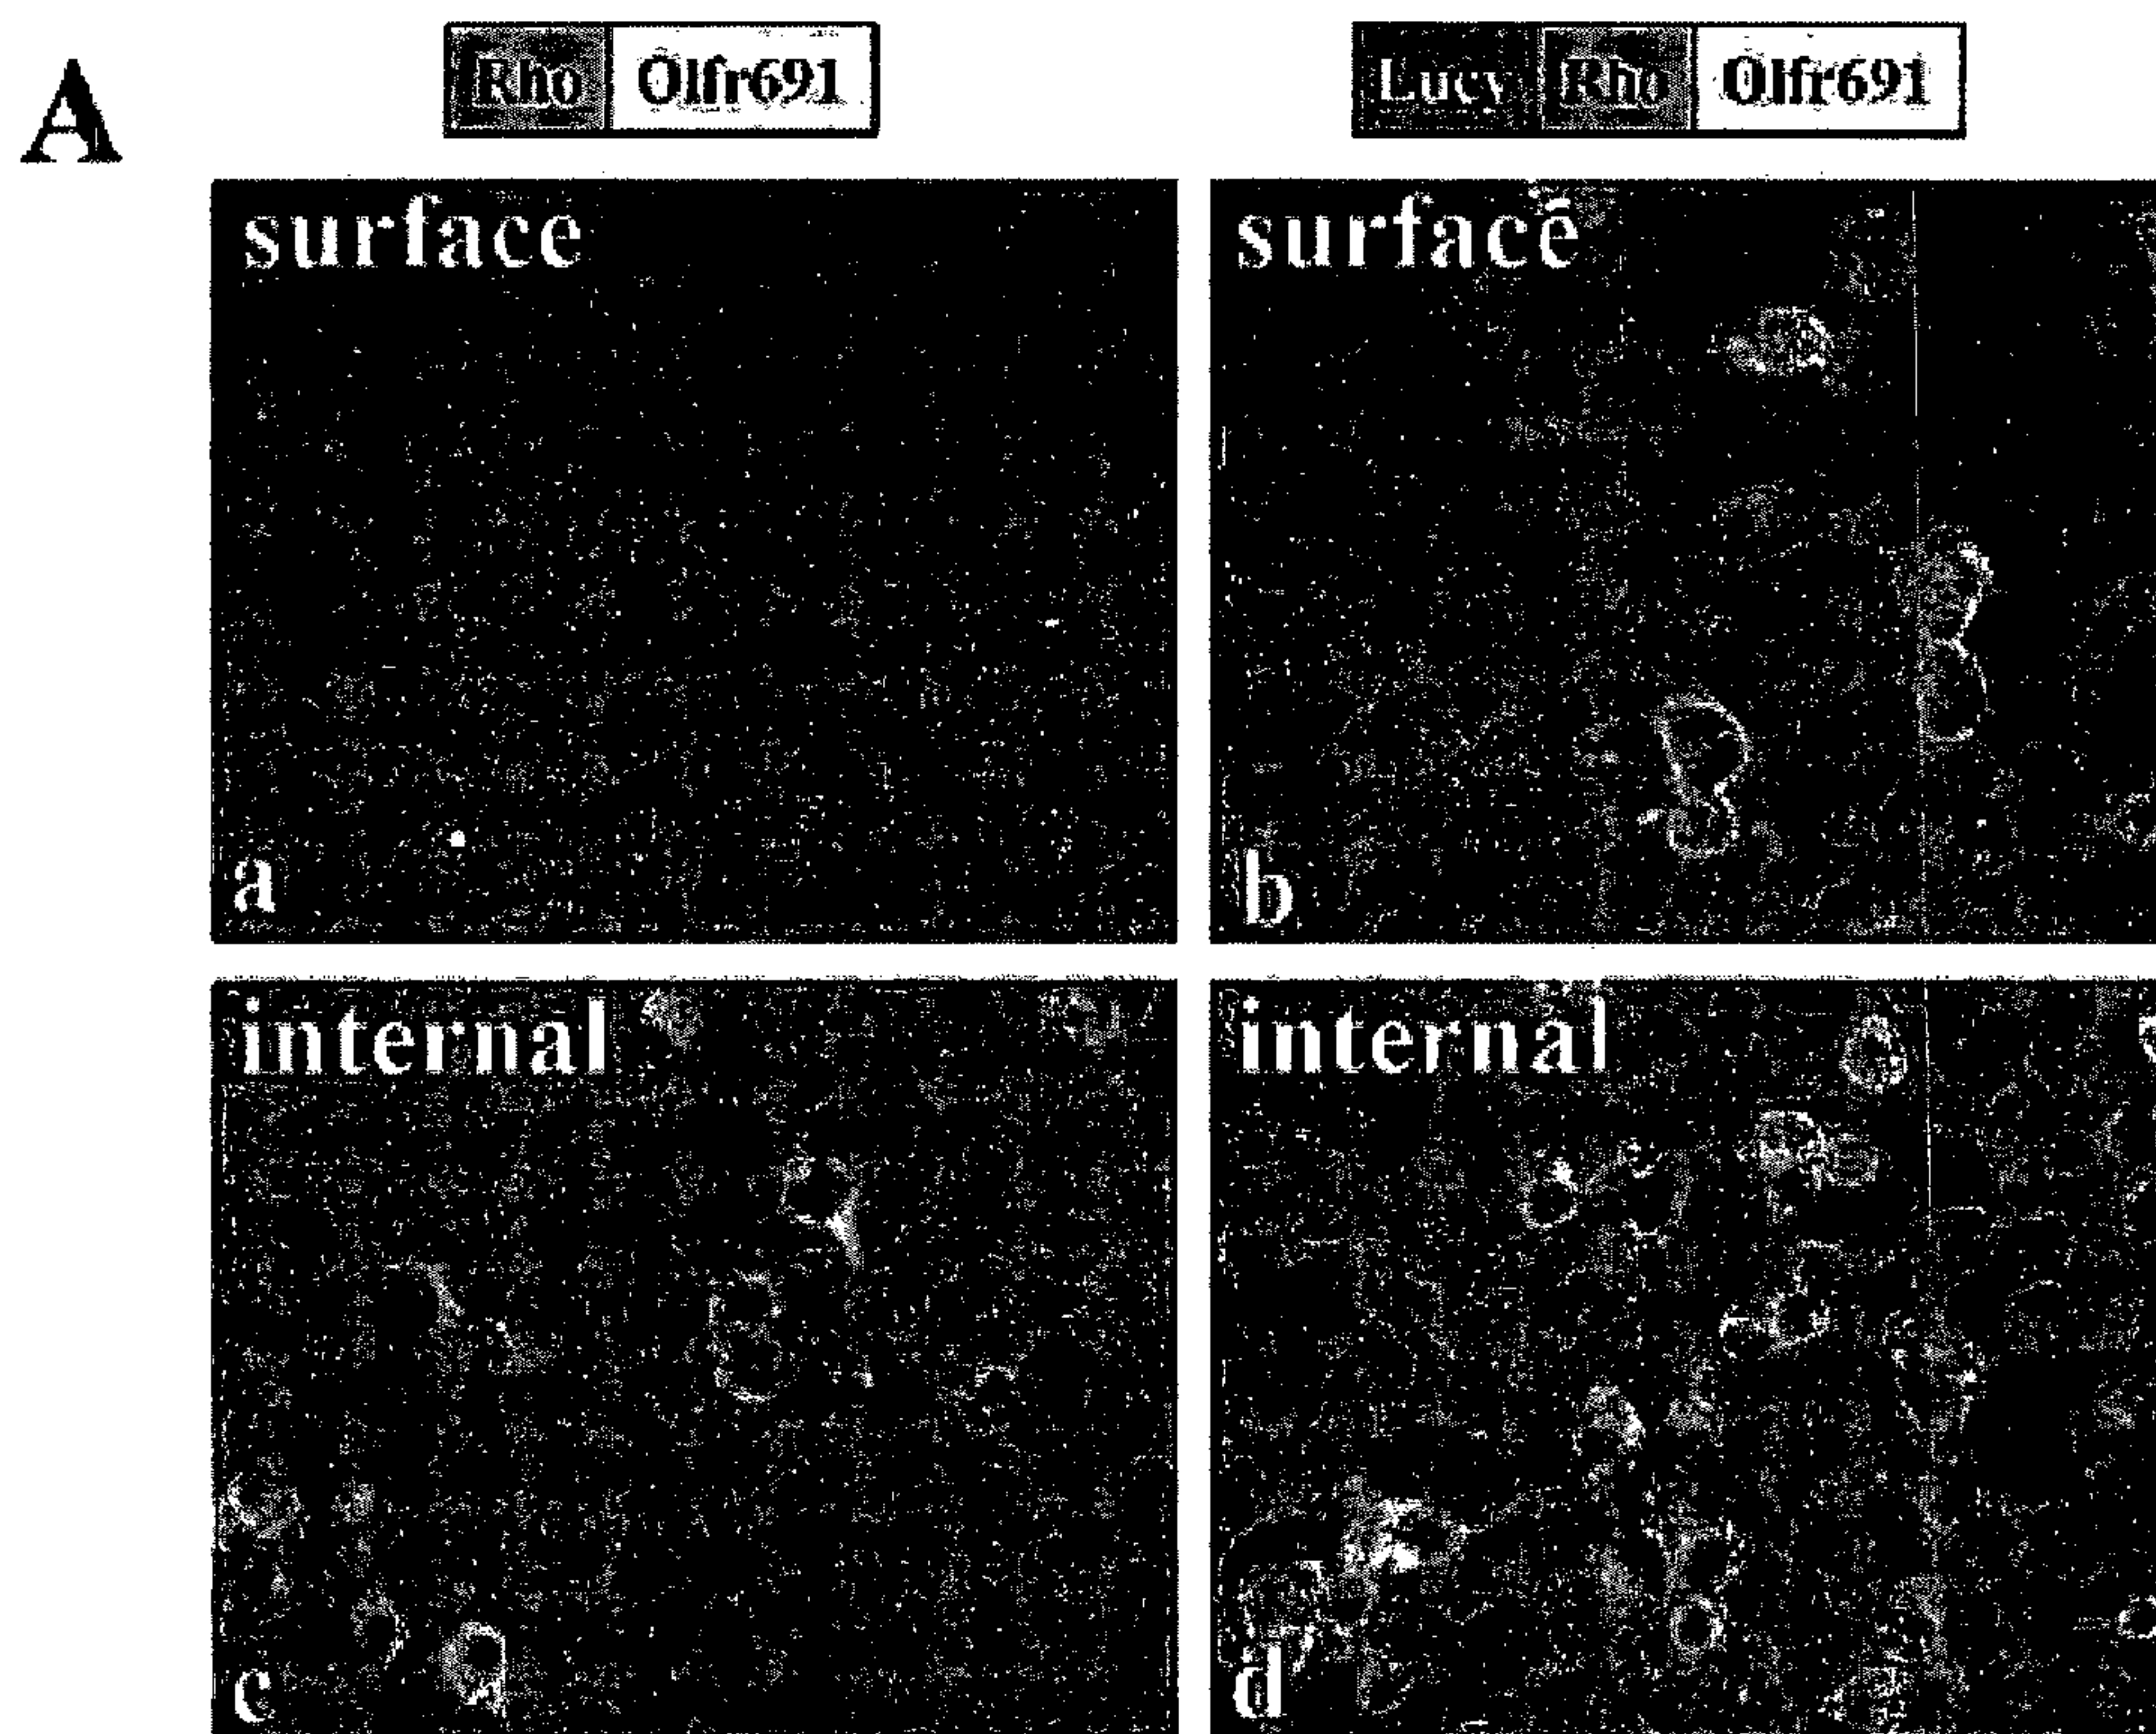 A
Rho Olfr691
Lucy Rho Olfr691
surface surface
a b
internal internal
c d